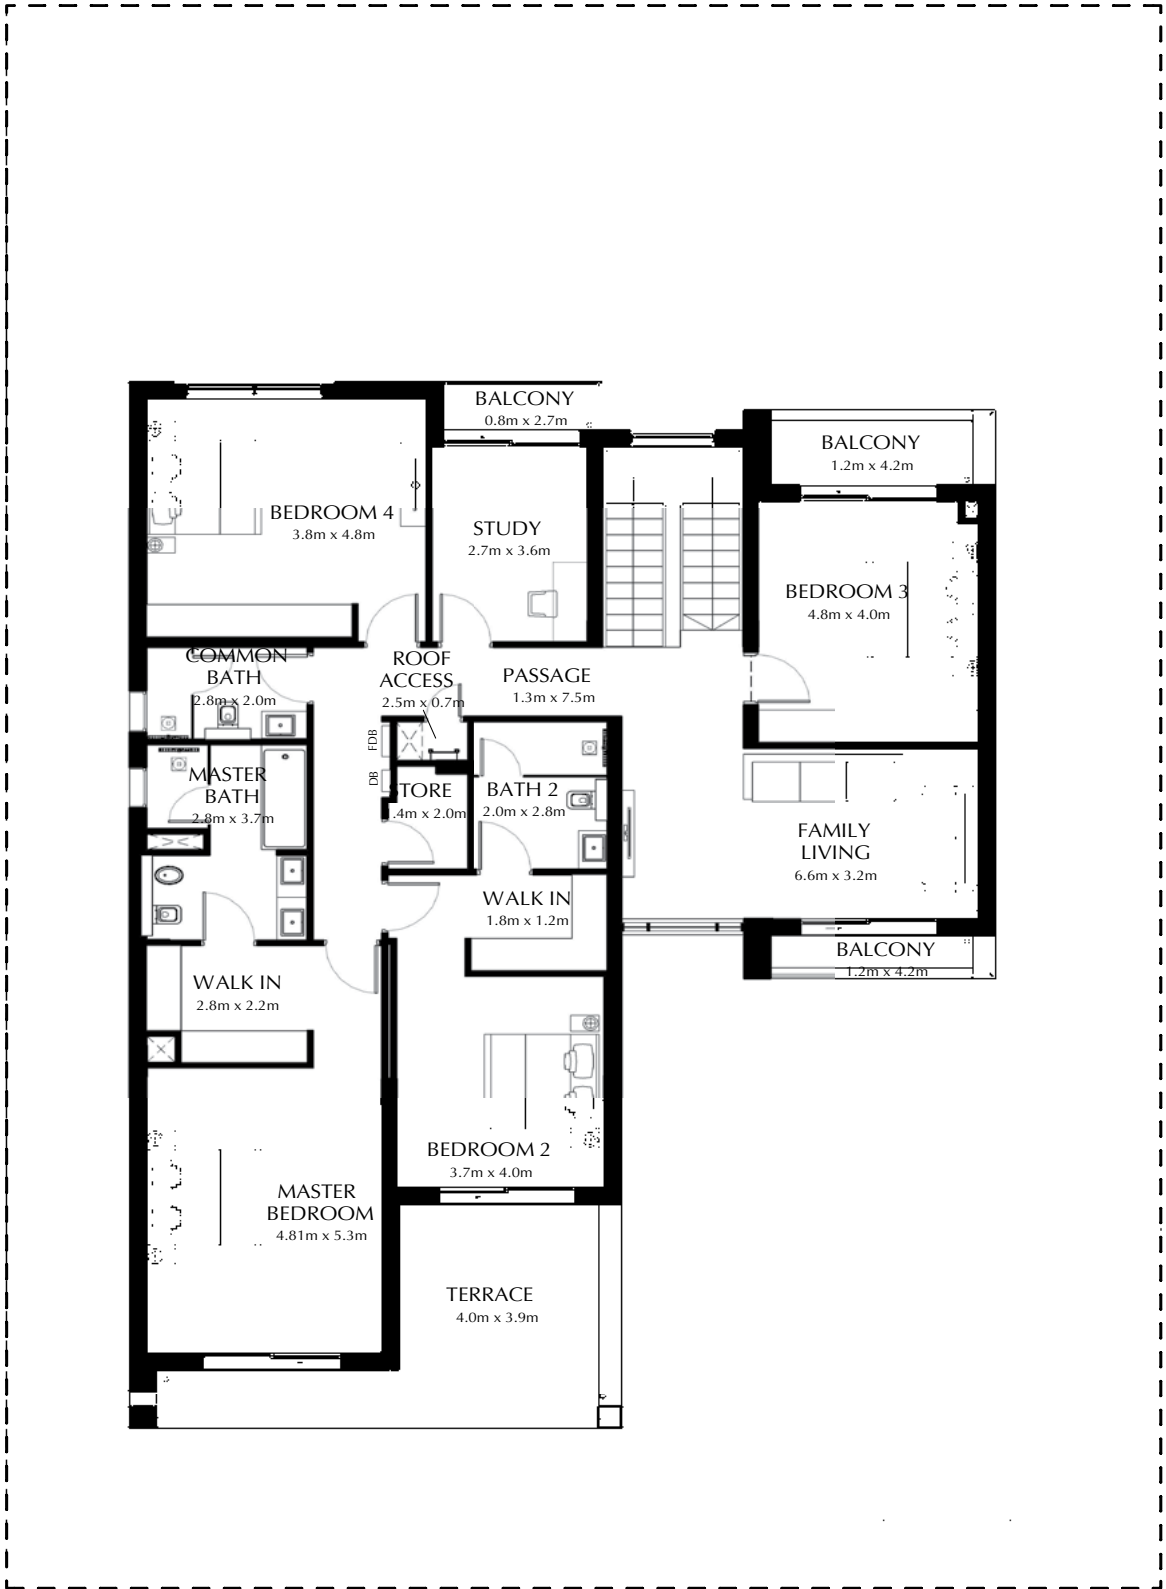 BALCONY
0.8m x 2.7m
BALCONY
1.2m x 4.2m
BEDROOM 4
3.8m x 4.8m
STUDY
2.7m x 3.6m
BEDROOM 3
4.8m x 4.0m
COMMON
BATH
2.8m x 2.0m
ROOF
ACCESS
2.5m x 0.7m
PASSAGE
1.3m x 7.5m
FDB
DB
MASTER
BATH
2.8m x 3.7m
STORE
.4m x 2.0m
BATH 2
2.0m x 2.8m
FAMILY
LIVING
6.6m x 3.2m
WALK IN
1.8m x 1.2m
BALCONY
1.2m x 4.2m
WALK IN
2.8m x 2.2m
BEDROOM 2
3.7m x 4.0m
MASTER
BEDROOM
4.81m x 5.3m
TERRACE
4.0m x 3.9m